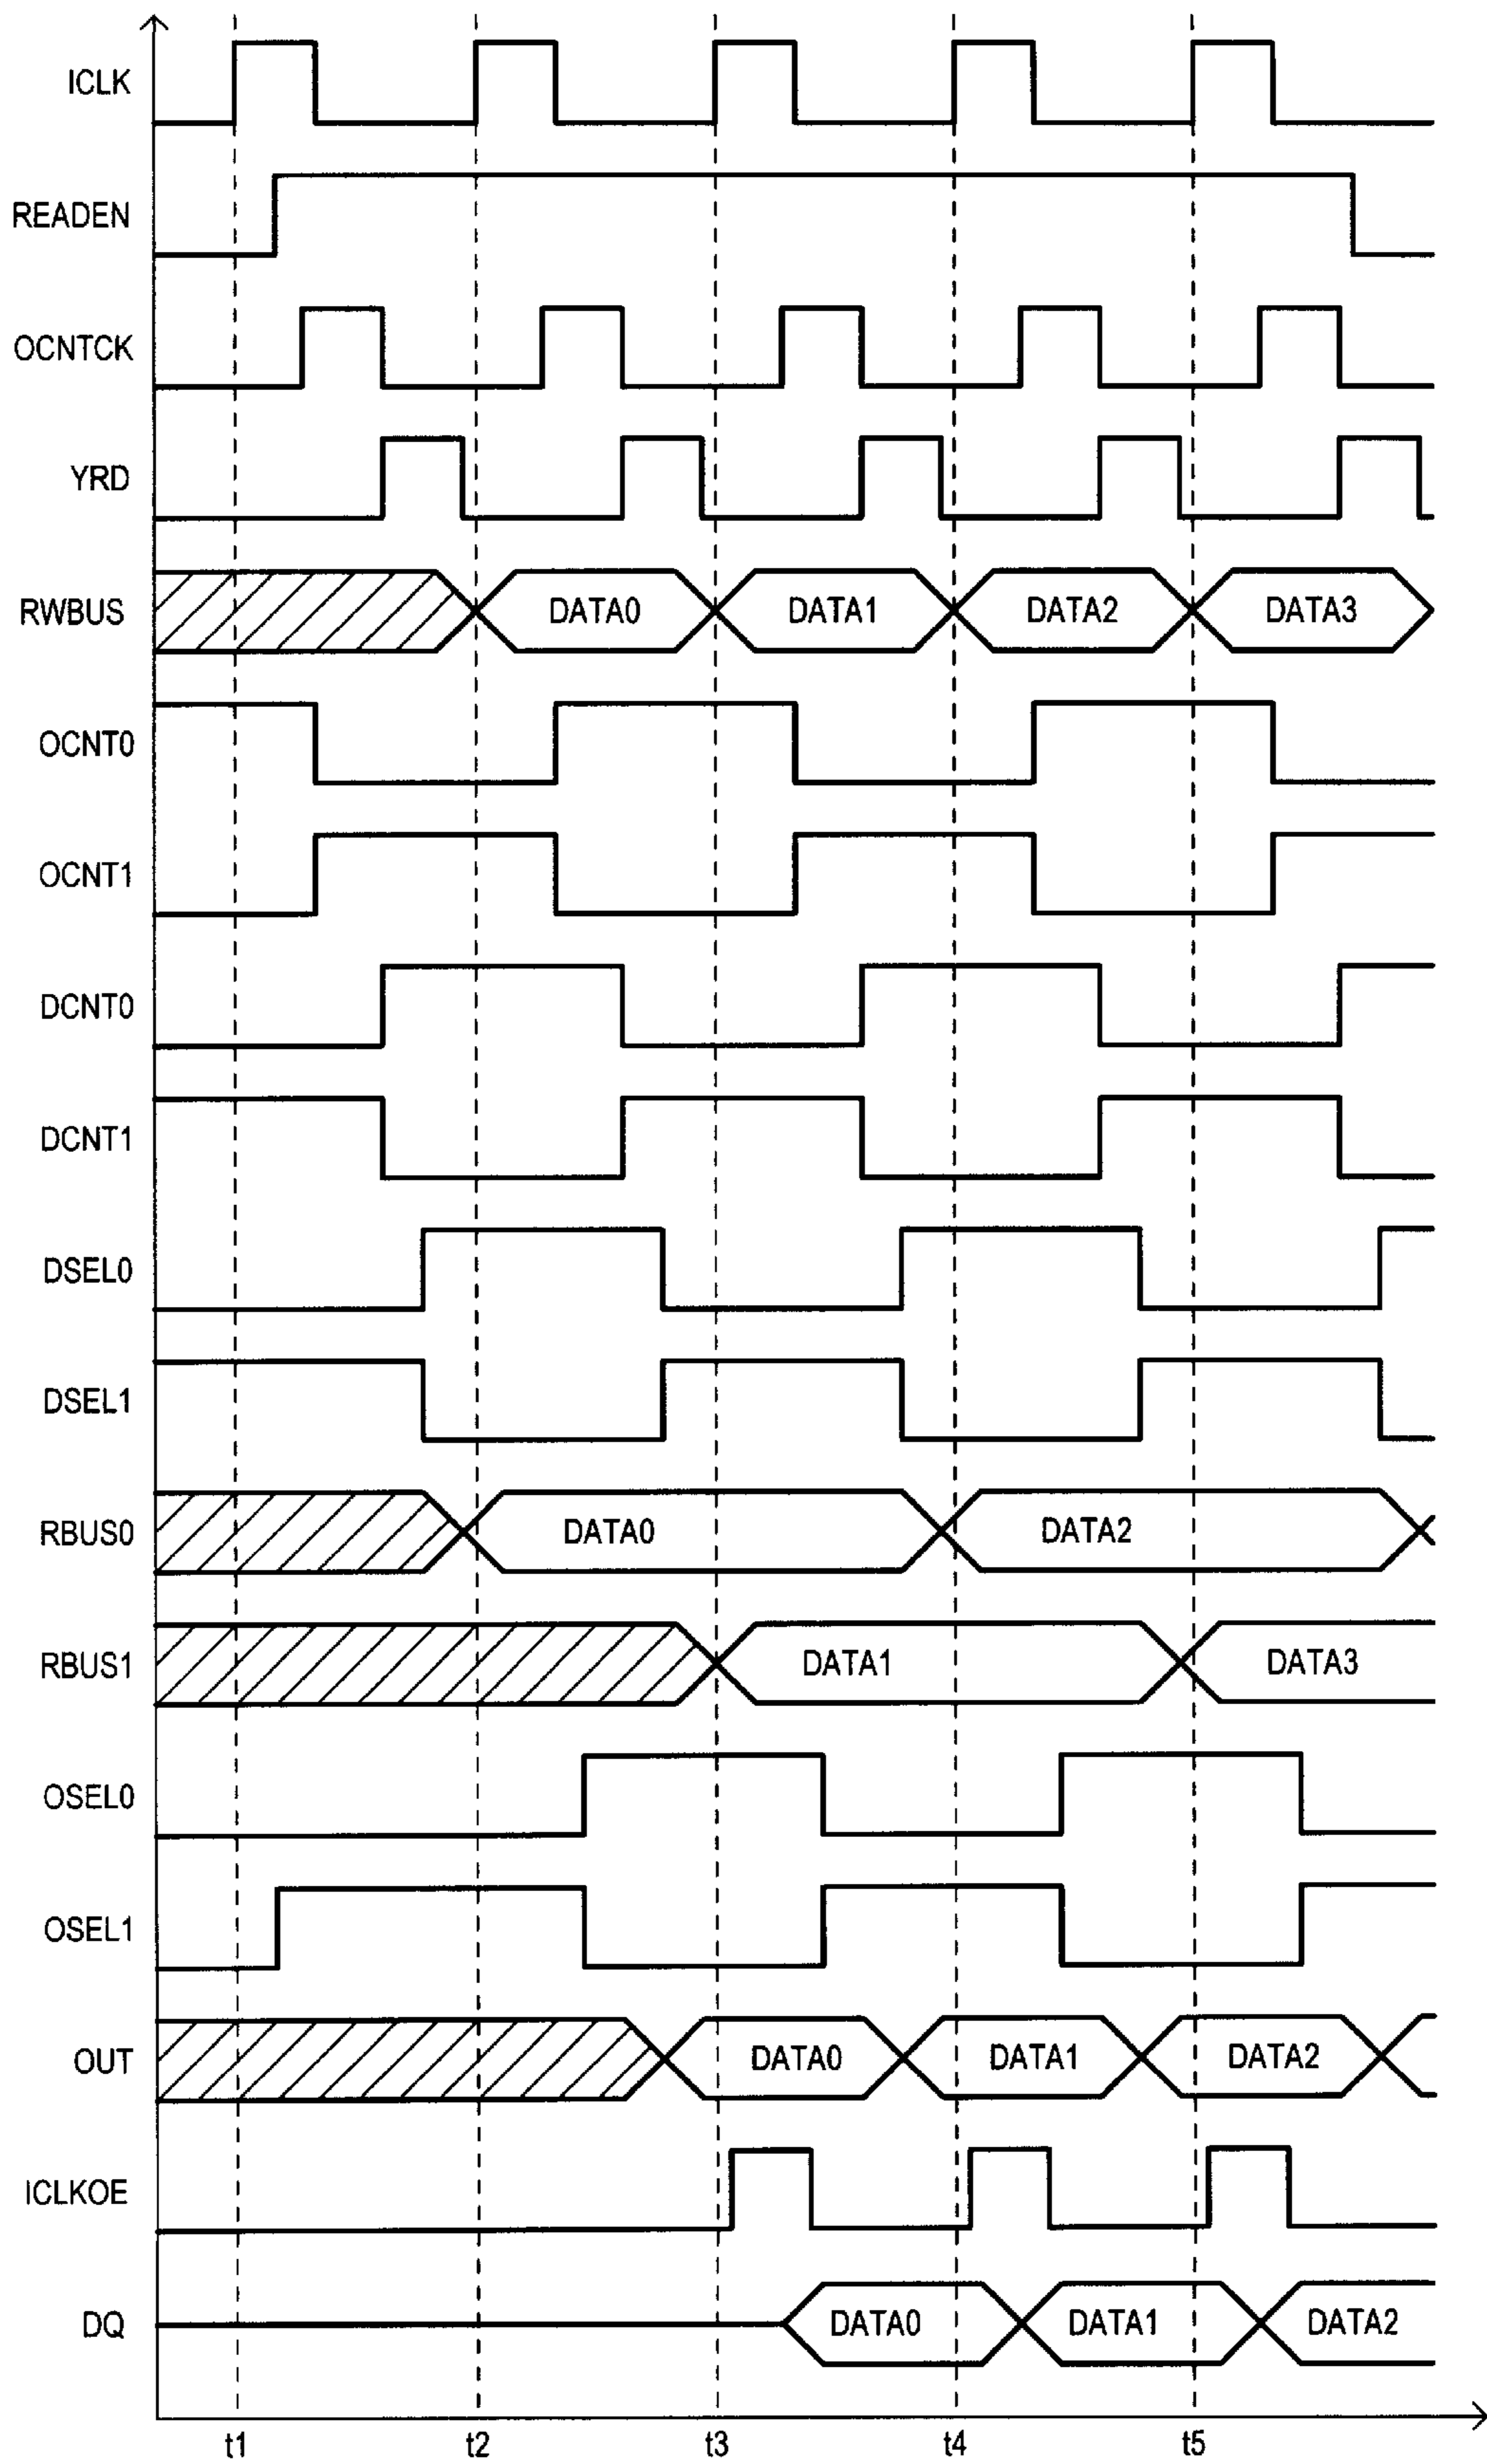 ICLK
READEN
OCNTCK
YRD
RWBUS DATA0 DATA1 DATA2 DATA3
OCNT0
OCNT1
DCNT0
DCNT1
DSEL0
DSEL1
RBUS0 DATA0 DATA2
RBUS1 DATA1 DATA3
OSEL0
OSEL1
OUT DATA0 DATA1 DATA2
ICLKOE
DQ DATA0 DATA1 DATA2
t1 t2 t3 t4 t5